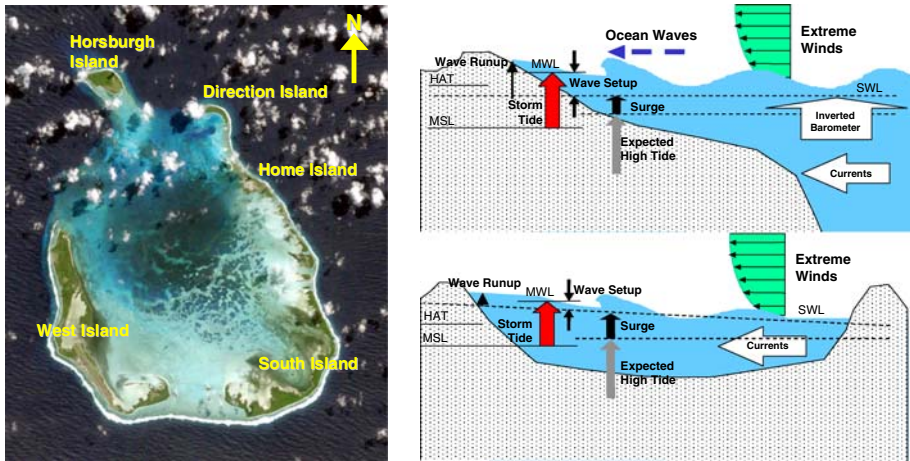 N
Horsburgh
Island
Direction Island
Home Island
West Island
South Island
Ocean Waves
Extreme
Winds
Wave Runup
MWL
HAT
Wave Setup
SWL
Storm
Tide
Surge
Inverted
Barometer
MSL
Expected
High Tide
Currents
Extreme
Winds
Wave Runup
MWL
Wave Setup
SWL
HAT
Storm
Tide
Surge
MSL
Currents
Expected
High Tide